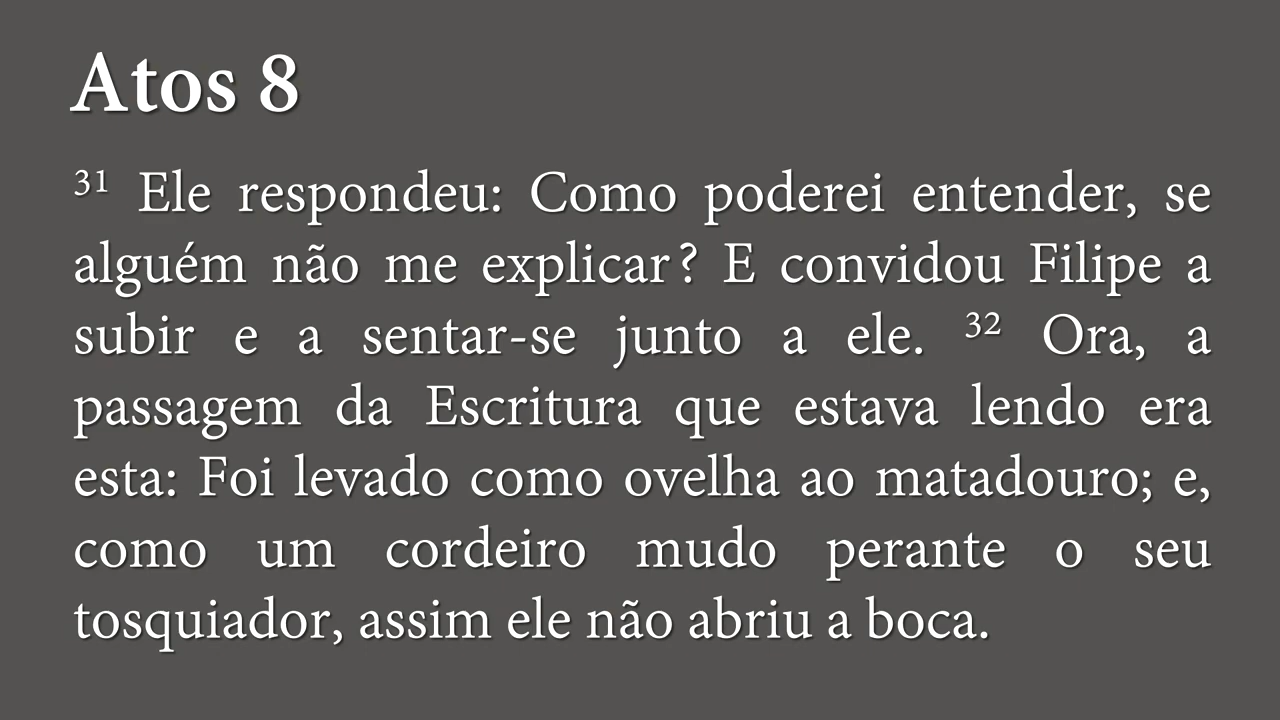 Atos 8
³¹ Ele respondeu: Como poderei entender, se
alguém não me explicar? E convidou Filipe a
subir e a sentar-se junto a ele. ³² Ora, a
passagem da Escritura que estava lendo era
esta: Foi levado como ovelha ao matadouro; e,
como um cordeiro mudo perante o seu
tosquiador, assim ele não abriu a boca.